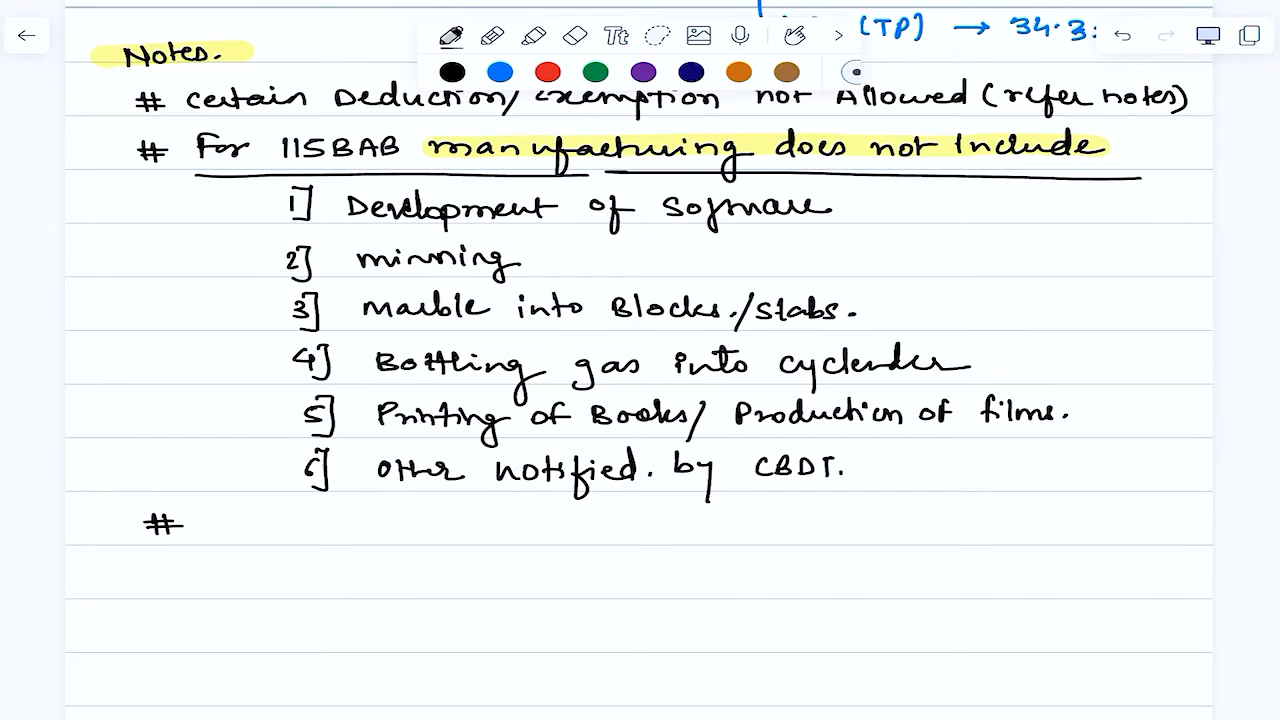 (TP) → 34.3
Notes.
# Certain Deduction/Exemption not Allowed (refer notes)
# For 115BAB manufacturing does not Include
1] Development of Software
2] minning
3] Marble into Blocks./slabs.
4] Bottling gas into cyclender
5] Printing of Books/ Production of films.
6] Other notified. by CBDT.
#